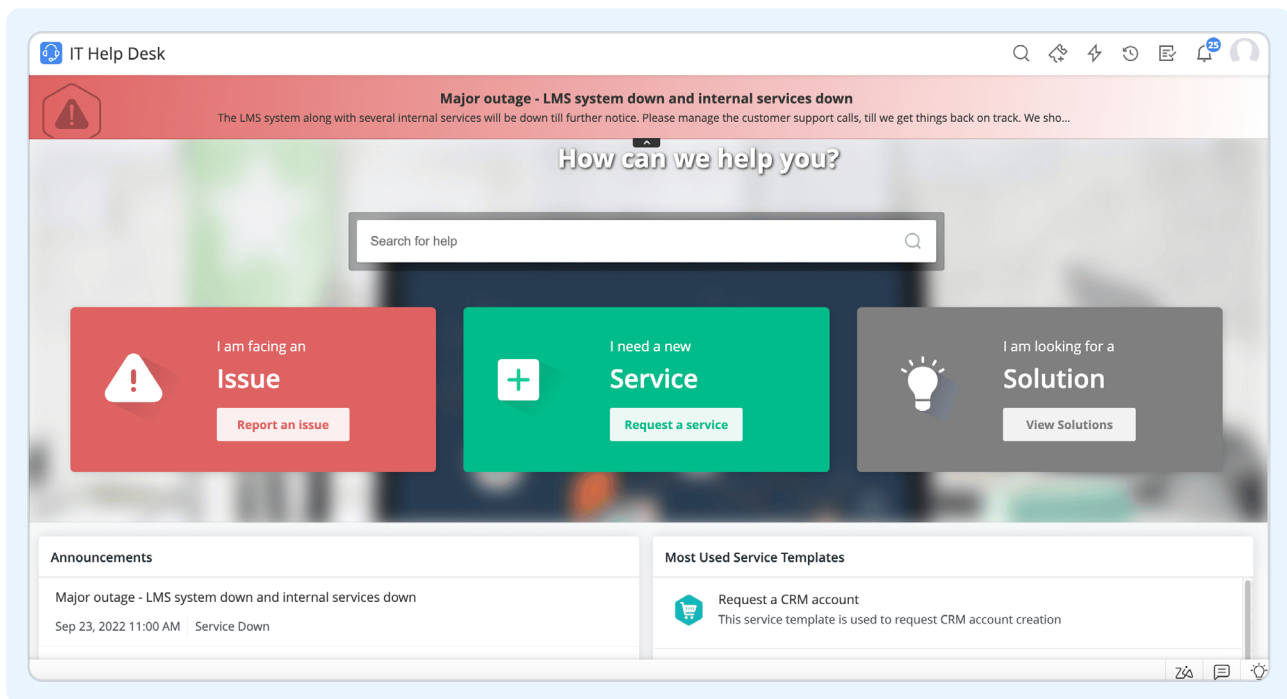 IT Help Desk
25
Major outage - LMS system down and internal services down
The LMS system along with several internal services will be down till further notice. Please manage the customer support calls, till we get things back on track. We sho...
How can we help you?
Search for help
I am facing an
Issue
Report an issue
I need a new
Service
Request a service
I am looking for a
Solution
View Solutions
Announcements
Major outage - LMS system down and internal services down
Sep 23, 2022 11:00 AM Service Down
Most Used Service Templates
Request a CRM account
This service template is used to request CRM account creation
Zia